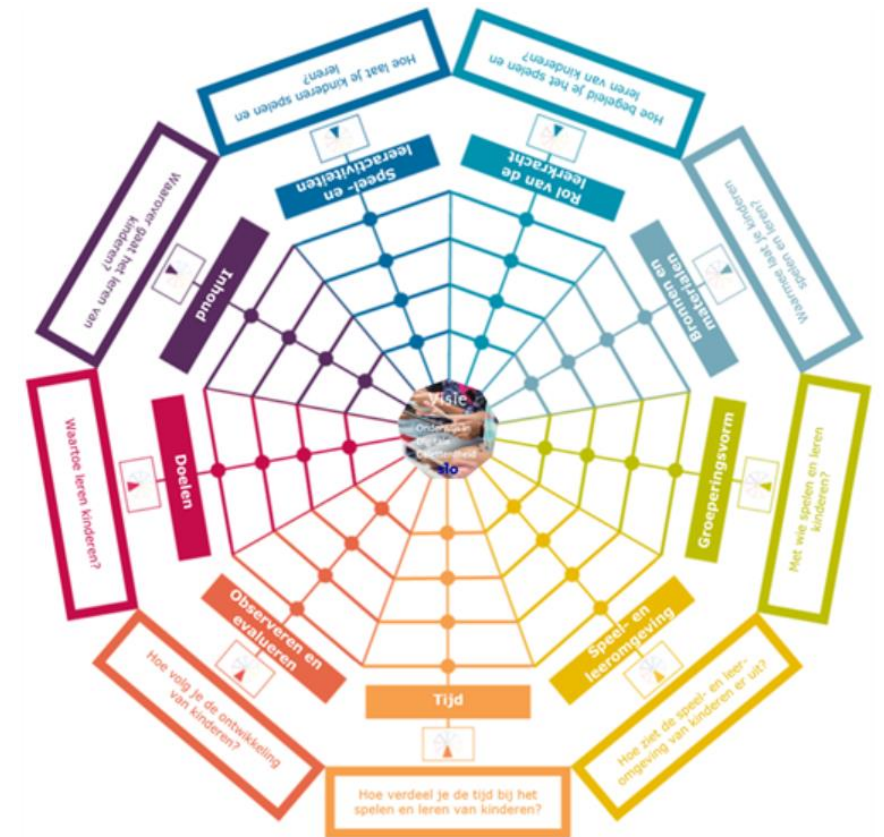 Hoe laat je kinderen spelen en
leren?
Speel- en
leeractiviteiten
Hoe begeleid je het spelen en
leren van kinderen?
Rol van de
leerkracht
Waarmee laat je kinderen
spelen en leren?
Bronnen en
materialen
Met wie spelen en leren
kinderen?
Groeperingsvorm
Hoe ziet de speel- en leer-
omgeving van kinderen er uit?
Speel- en
leeromgeving
Tijd
Hoe verdeel je de tijd bij het
spelen en leren van kinderen?
Observeren en
evalueren
Hoe volg je de ontwikkeling
van kinderen?
Doelen
Waartoe leren kinderen?
Inhoud
Waarover gaat het leren van
kinderen?
Visie
slo